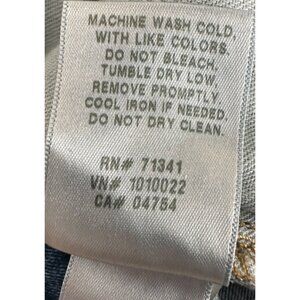 MACHINE WASH COLD,
WITH LIKE COLORS.
DO NOT BLEACH.
TUMBLE DRY LOW.
REMOVE PROMPTLY.
COOL IRON IF NEEDED.
DO NOT DRY CLEAN.
RN# 71341
VN# 1010022
CA# 04754